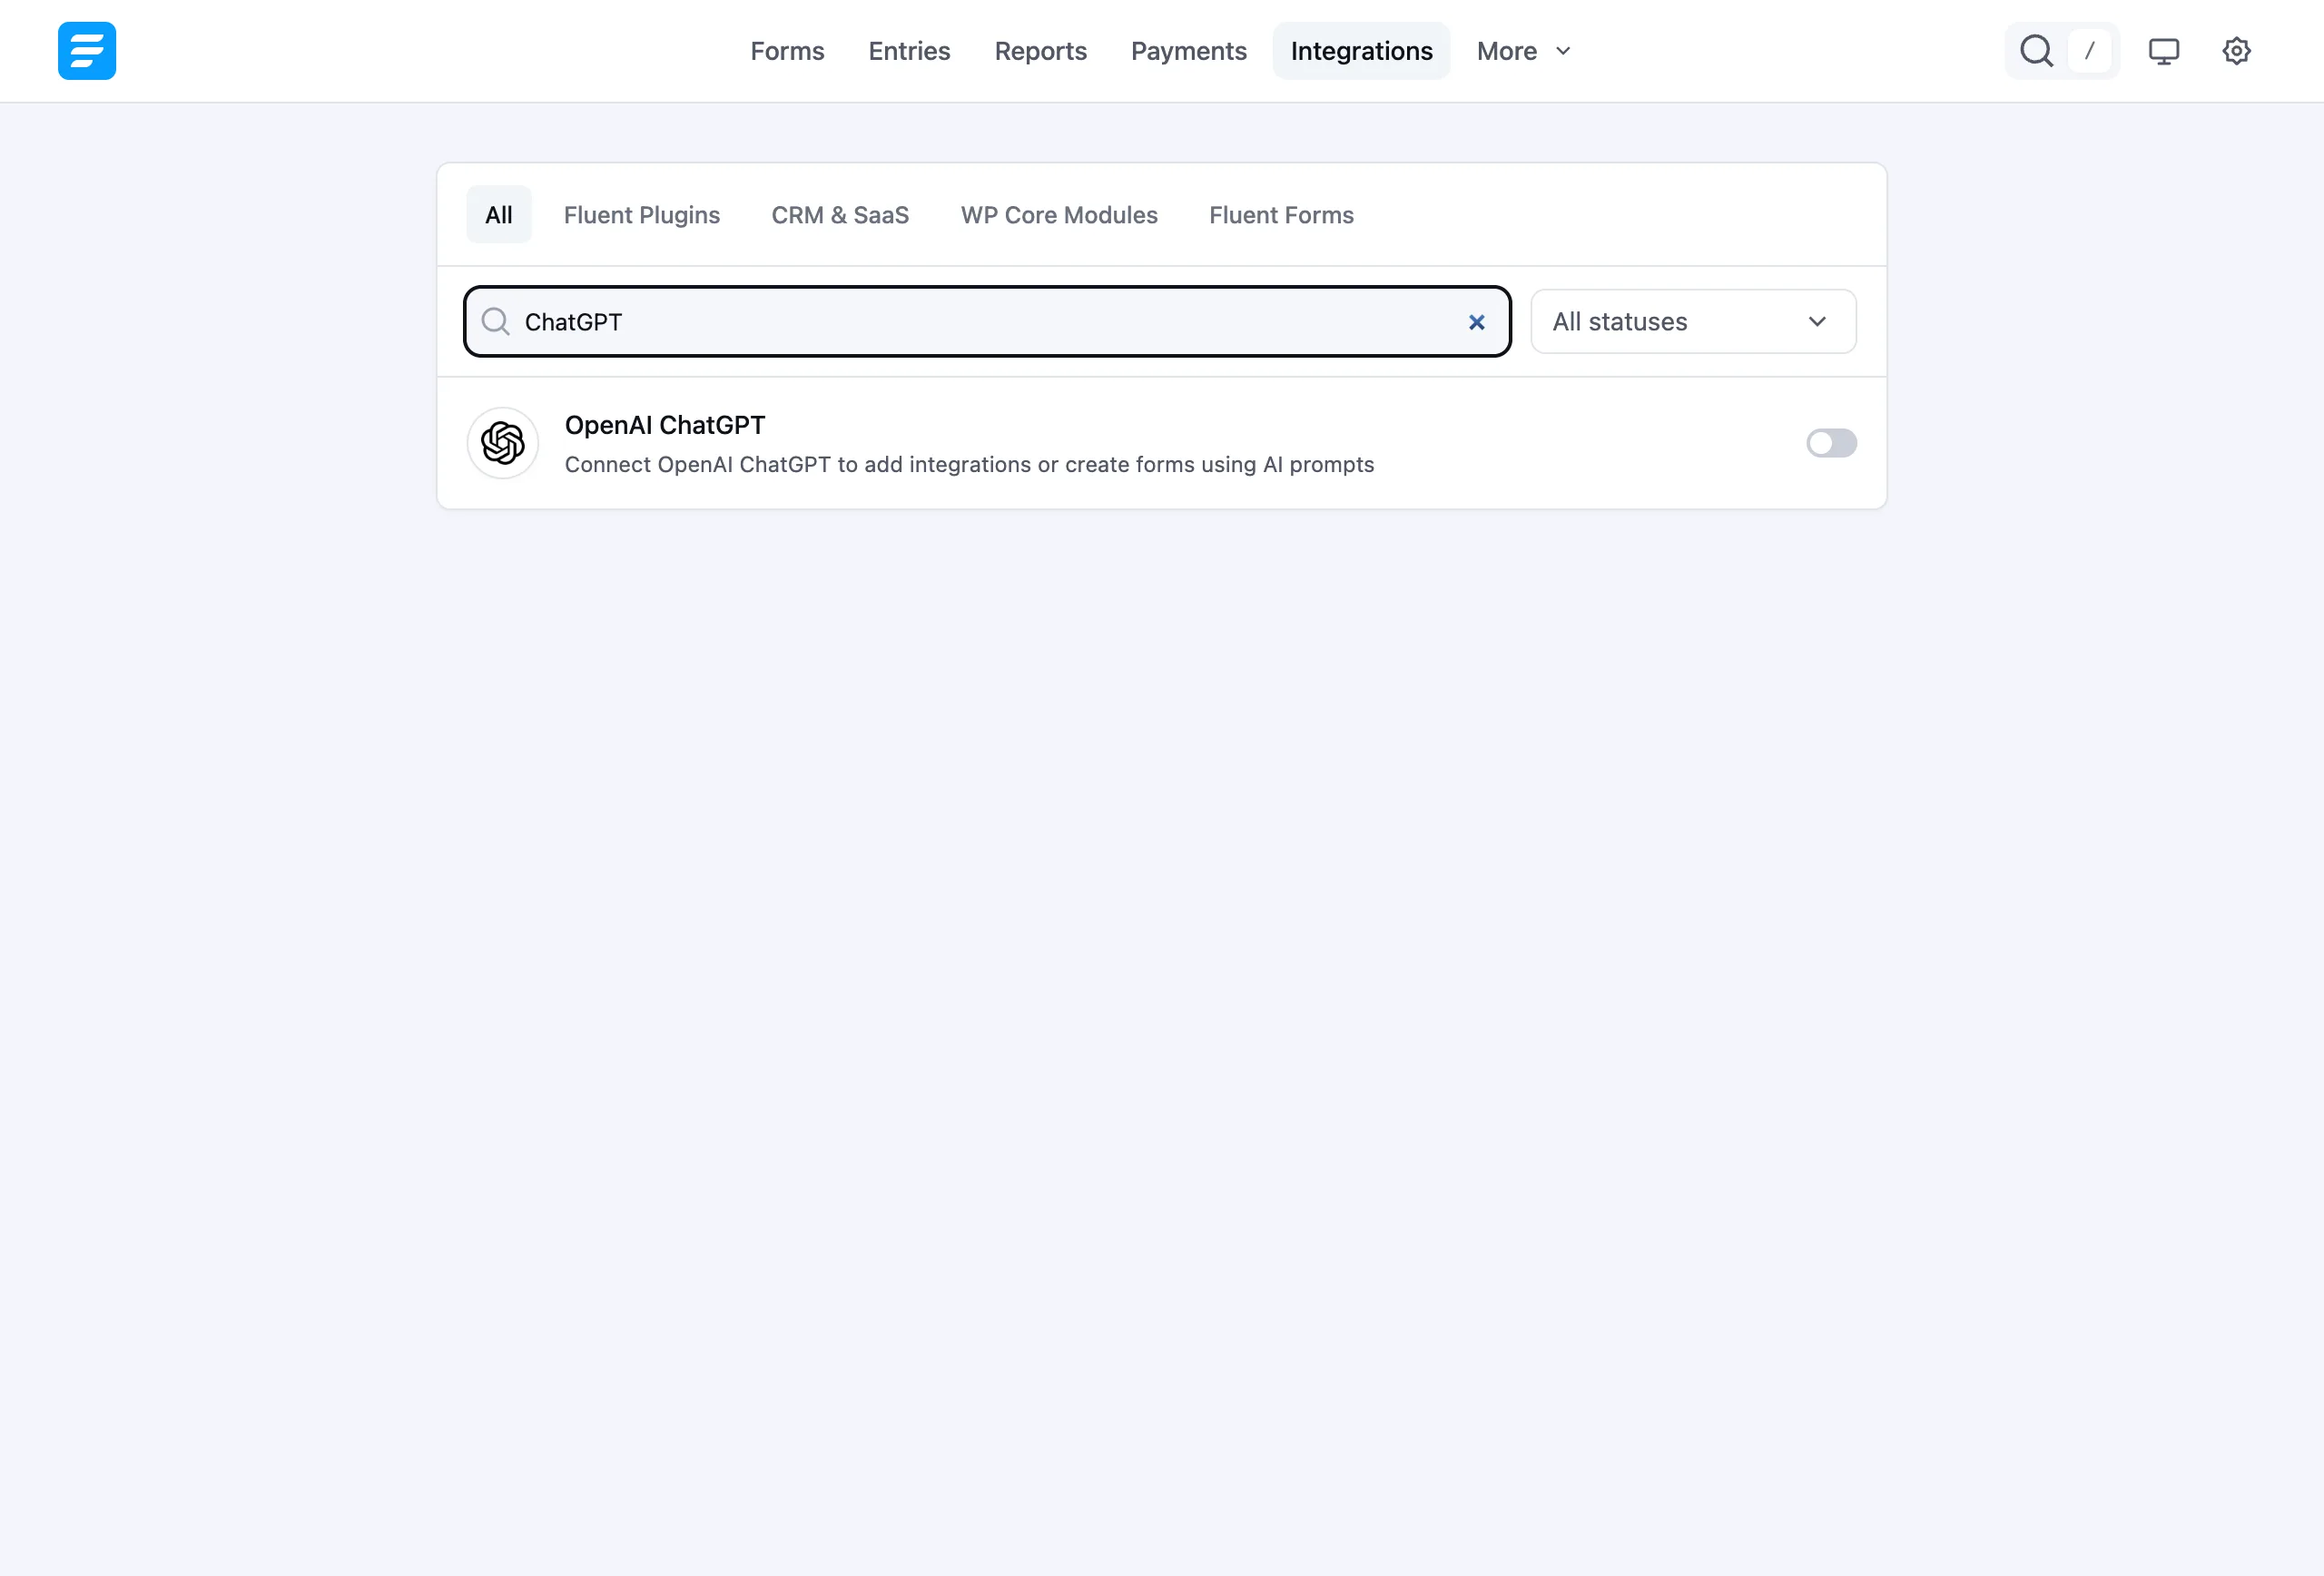 Forms Entries Reports Payments Integrations More /
All Fluent Plugins CRM & SaaS WP Core Modules Fluent Forms
ChatGPT All statuses
OpenAI ChatGPT
Connect OpenAI ChatGPT to add integrations or create forms using AI prompts